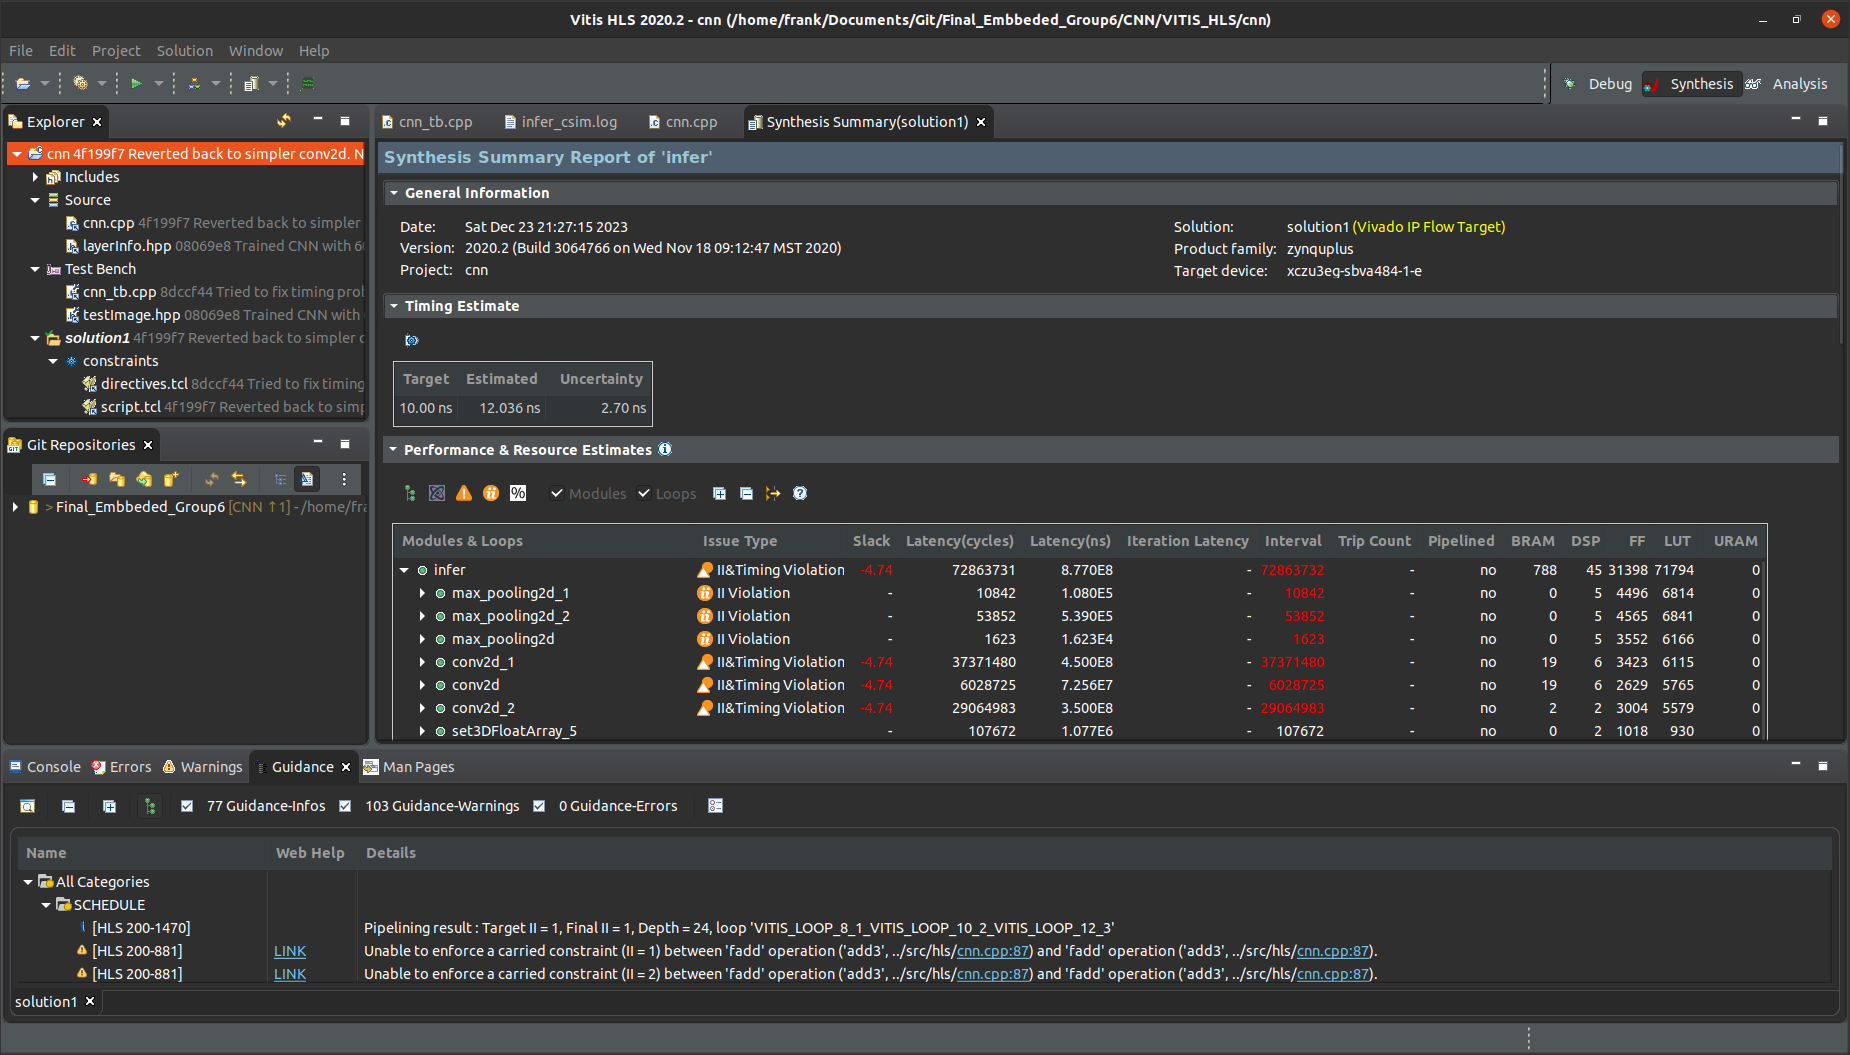 Vitis HLS 2020.2 - cnn (/home/frank/Documents/Git/Final_Embbeded_Group6/CNN/VITIS_HLS/cnn)
File Edit Project Solution Window Help
Debug Synthesis Analysis
Explorer
cnn 4f199f7 Reverted back to simpler conv2d. N
Includes
Source
cnn.cpp 4f199f7 Reverted back to simpler
layerInfo.hpp 08069e8 Trained CNN with 60
Test Bench
cnn_tb.cpp 8dccf44 Tried to fix timing prol
testImage.hpp 08069e8 Trained CNN with
solution1 4f199f7 Reverted back to simpler c
constraints
directives.tcl 8dccf44 Tried to fix timing
script.tcl 4f199f7 Reverted back to simp
Git Repositories
> Final_Embbeded_Group6 [CNN ↑1] - /home/fra
cnn_tb.cpp infer_csim.log cnn.cpp Synthesis Summary(solution1)
Synthesis Summary Report of 'infer'
General Information
Date: Sat Dec 23 21:27:15 2023
Version: 2020.2 (Build 3064766 on Wed Nov 18 09:12:47 MST 2020)
Project: cnn
Solution: solution1 (Vivado IP Flow Target)
Product family: zynquplus
Target device: xczu3eg-sbva484-1-e
Timing Estimate
Target Estimated Uncertainty
10.00 ns 12.036 ns 2.70 ns
Performance & Resource Estimates
% Modules Loops
Modules & Loops Issue Type Slack Latency(cycles) Latency(ns) Iteration Latency Interval Trip Count Pipelined BRAM DSP FF LUT URAM
infer II&Timing Violation -4.74 72863731 8.770E8 - 72863732 - no 788 45 31398 71794 0
max_pooling2d_1 II Violation - 10842 1.080E5 - 10842 - no 0 5 4496 6814 0
max_pooling2d_2 II Violation - 53852 5.390E5 - 53852 - no 0 5 4565 6841 0
max_pooling2d II Violation - 1623 1.623E4 - 1623 - no 0 5 3552 6166 0
conv2d_1 II&Timing Violation -4.74 37371480 4.500E8 - 37371480 - no 19 6 3423 6115 0
conv2d II&Timing Violation -4.74 6028725 7.256E7 - 6028725 - no 19 6 2629 5765 0
conv2d_2 II&Timing Violation -4.74 29064983 3.500E8 - 29064983 - no 2 2 3004 5579 0
set3DFloatArray_5 - 107672 1.077E6 - 107672 - no 0 2 1018 930 0
Console Errors Warnings Guidance Man Pages
77 Guidance-Infos 103 Guidance-Warnings 0 Guidance-Errors
Name Web Help Details
All Categories
SCHEDULE
[HLS 200-1470] Pipelining result : Target II = 1, Final II = 1, Depth = 24, loop 'VITIS_LOOP_8_1_VITIS_LOOP_10_2_VITIS_LOOP_12_3'
[HLS 200-881] LINK Unable to enforce a carried constraint (II = 1) between 'fadd' operation ('add3', ../src/hls/cnn.cpp:87) and 'fadd' operation ('add3', ../src/hls/cnn.cpp:87).
[HLS 200-881] LINK Unable to enforce a carried constraint (II = 2) between 'fadd' operation ('add3', ../src/hls/cnn.cpp:87) and 'fadd' operation ('add3', ../src/hls/cnn.cpp:87).
solution1